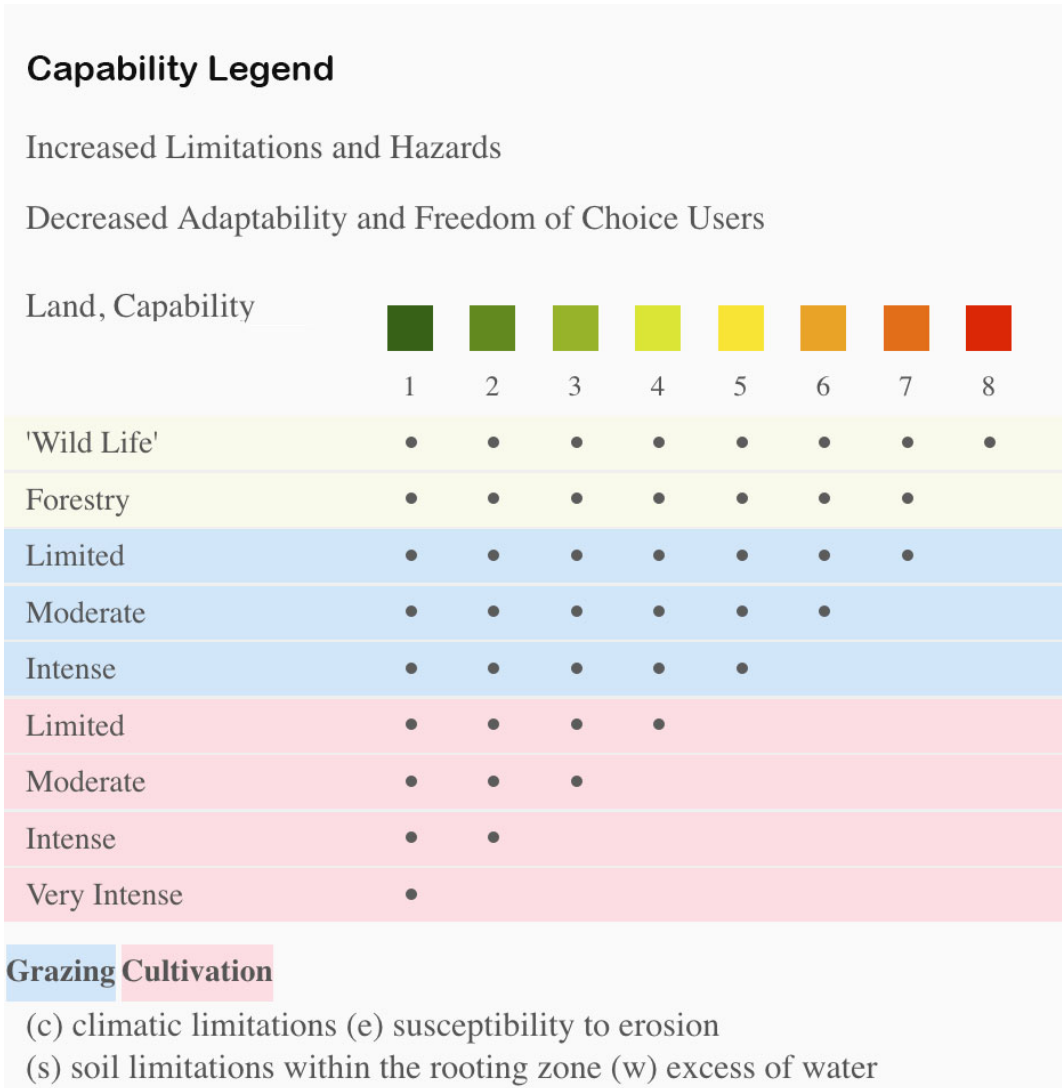 Capability Legend
Increased Limitations and Hazards
Decreased Adaptability and Freedom of Choice Users
Land, Capability
1 2 3 4 5 6 7 8
'Wild Life' • • • • • • • •
Forestry • • • • • • •
Limited • • • • • • •
Moderate • • • • • •
Intense • • • • •
Limited • • • •
Moderate • • •
Intense • •
Very Intense •
Grazing Cultivation
(c) climatic limitations (e) susceptibility to erosion
(s) soil limitations within the rooting zone (w) excess of water